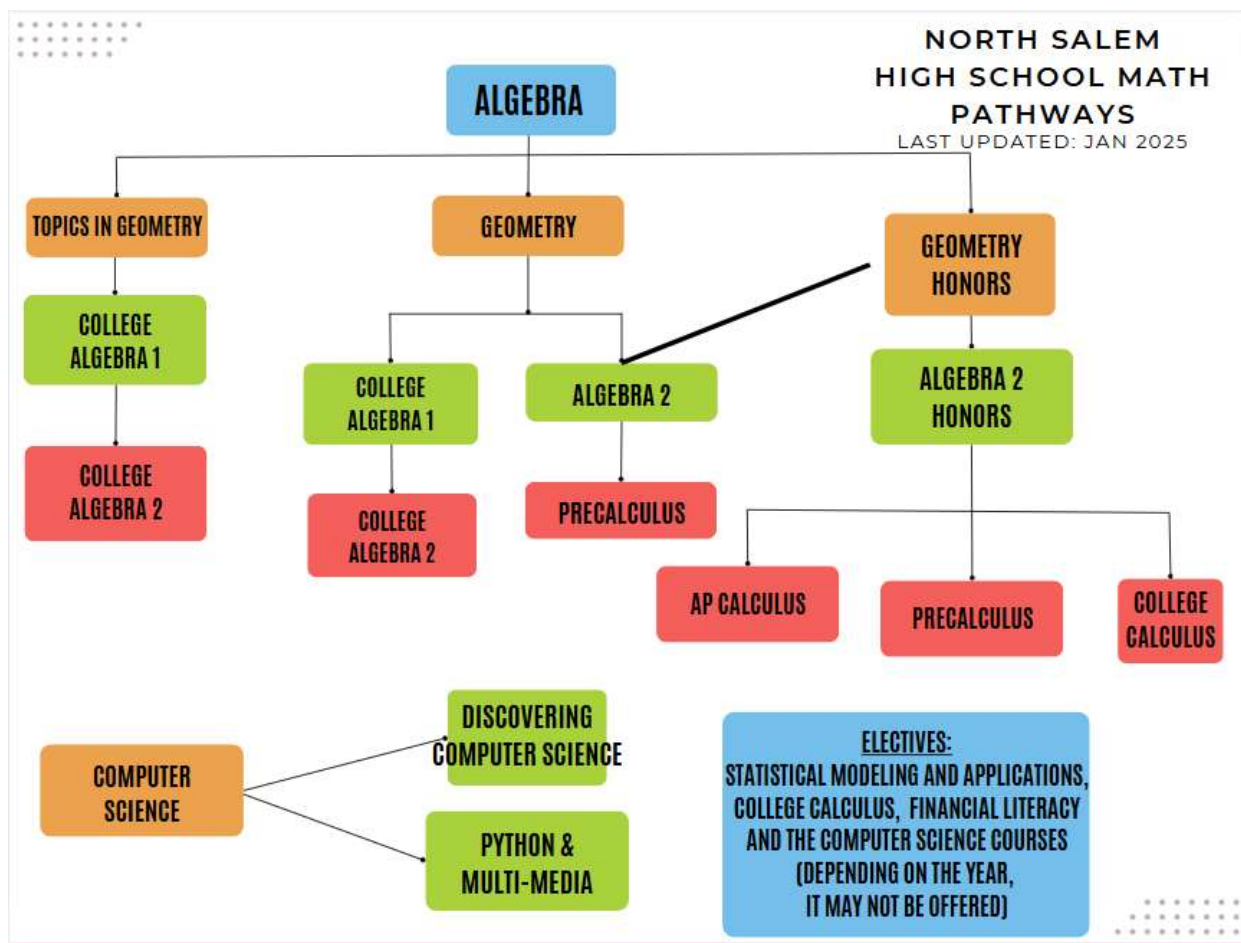 NORTH SALEM
HIGH SCHOOL MATH
PATHWAYS
LAST UPDATED: JAN 2025
ALGEBRA
TOPICS IN GEOMETRY
GEOMETRY
GEOMETRY
HONORS
COLLEGE
ALGEBRA 1
COLLEGE
ALGEBRA 1
ALGEBRA 2
ALGEBRA 2
HONORS
COLLEGE
ALGEBRA 2
COLLEGE
ALGEBRA 2
PRECALCULUS
AP CALCULUS
PRECALCULUS
COLLEGE
CALCULUS
COMPUTER
SCIENCE
DISCOVERING
COMPUTER SCIENCE
PYTHON &
MULTI-MEDIA
ELECTIVES:
STATISTICAL MODELING AND APPLICATIONS,
COLLEGE CALCULUS, FINANCIAL LITERACY
AND THE COMPUTER SCIENCE COURSES
(DEPENDING ON THE YEAR,
IT MAY NOT BE OFFERED)